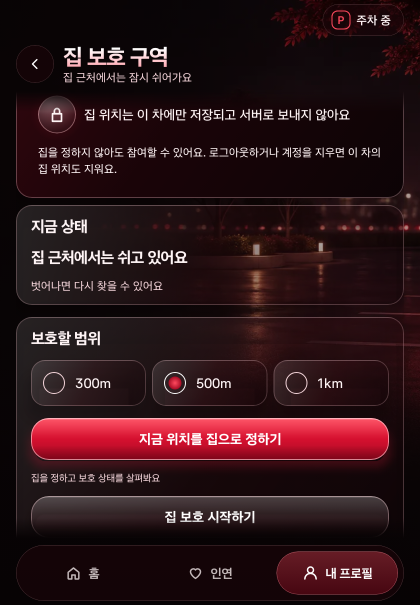 P 주차 중
집 보호 구역
집 근처에서는 잠시 쉬어가요
집 위치는 이 차에만 저장되고 서버로 보내지 않아요
집을 정하지 않아도 참여할 수 있어요. 로그아웃하거나 계정을 지우면 이 차의
집 위치도 지워요.
지금 상태
집 근처에서는 쉬고 있어요
벗어나면 다시 찾을 수 있어요
보호할 범위
300m 500m 1km
지금 위치를 집으로 정하기
집을 정하고 보호 상태를 살펴봐요
집 보호 시작하기
홈 인연 내 프로필